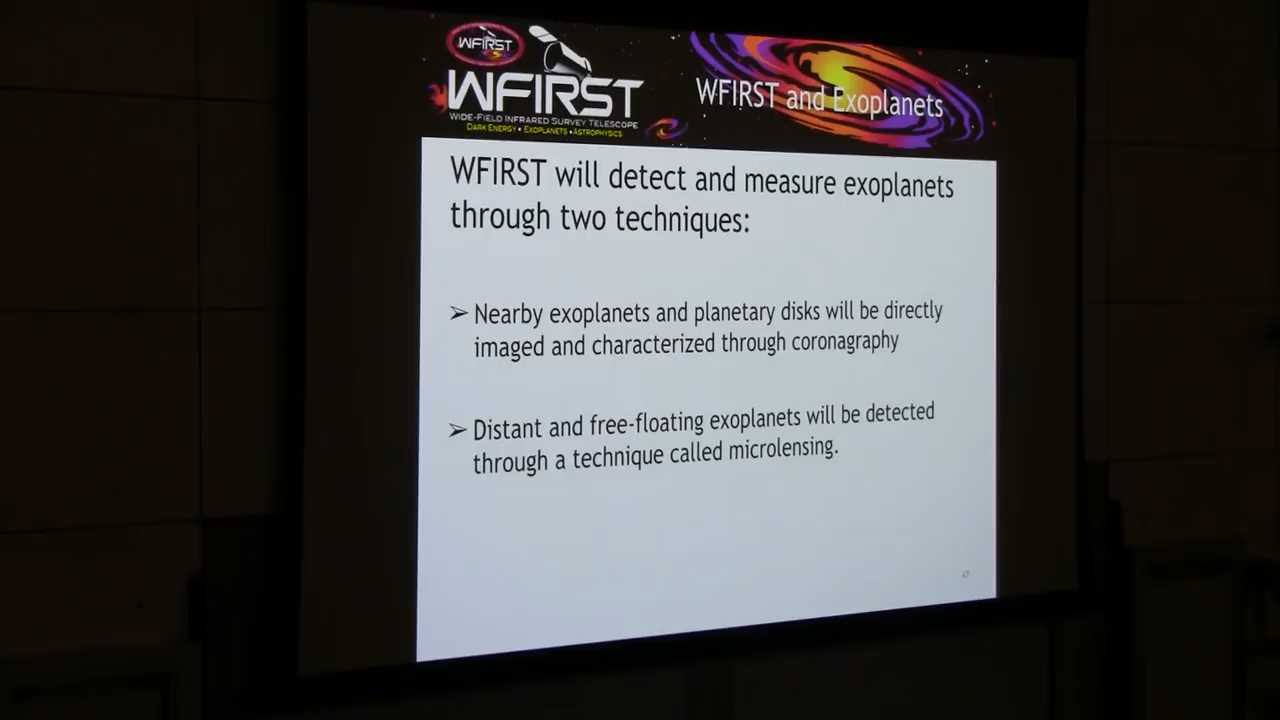 WFIRST
WFIRST
WIDE-FIELD INFRARED SURVEY TELESCOPE
DARK ENERGY • EXOPLANETS • ASTROPHYSICS
WFIRST and Exoplanets
WFIRST will detect and measure exoplanets
through two techniques:
➢ Nearby exoplanets and planetary disks will be directly
imaged and characterized through coronagraphy
➢ Distant and free-floating exoplanets will be detected
through a technique called microlensing.